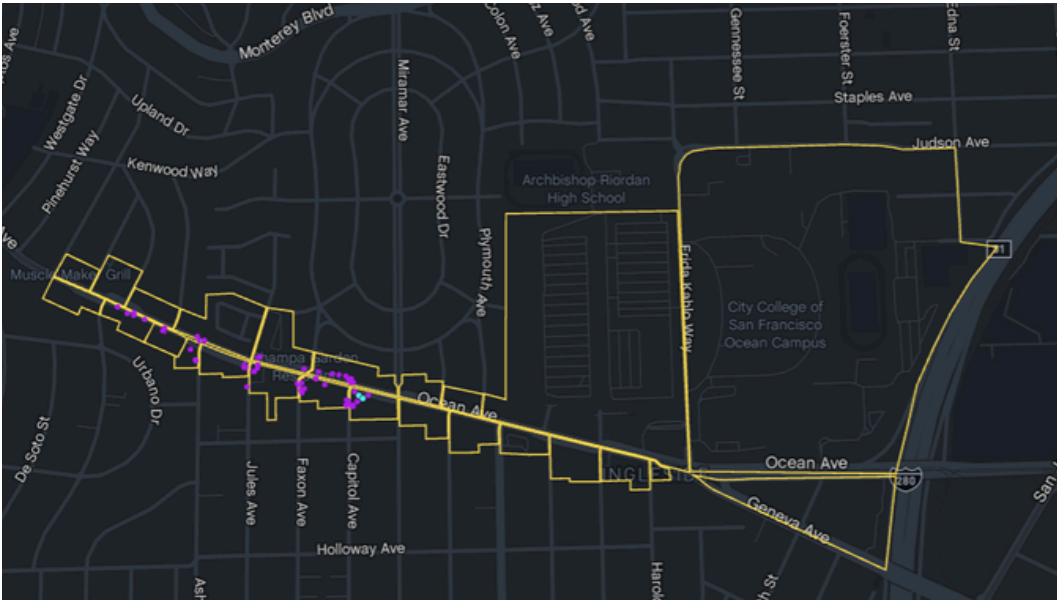 Monterey Blvd
Colon Ave
Gennessee St
Foerster St
Edna St
Staples Ave
Judson Ave
Miramar Ave
Westgate Dr
Upland Dr
Pinehurst Way
Kenwood Way
Eastwood Dr
Archbishop Riordan
High School
Plymouth Ave
Frida Kahlo Way
Muscle Maker Grill
City College of
San Francisco
Ocean Campus
Urbano Dr
De Soto St
Ocean Ave
Jules Ave
Faxon Ave
Capitol Ave
INGLESIDE
Ocean Ave
280
Geneva Ave
Holloway Ave